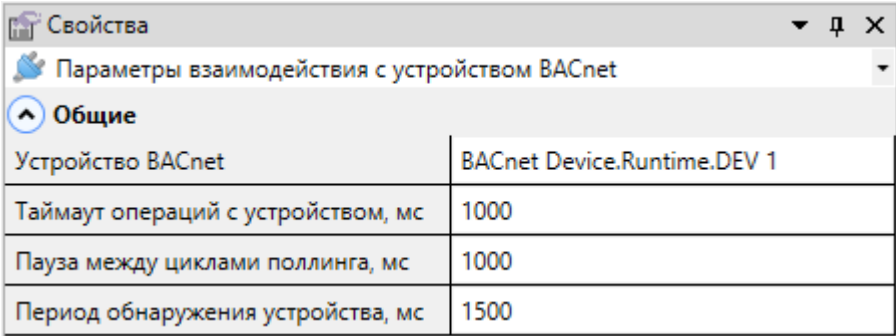 Свойства
Параметры взаимодействия с устройством BACnet
Общие
Устройство BACnet BACnet Device.Runtime.DEV 1
Таймаут операций с устройством, мс 1000
Пауза между циклами поллинга, мс 1000
Период обнаружения устройства, мс 1500